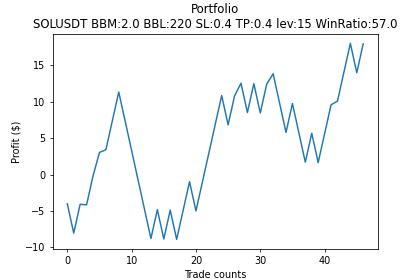 Portfolio
SOLUSDT BBM:2.0 BBL:220 SL:0.4 TP:0.4 lev:15 WinRatio:57.0
15
10
5
0
−5
−10
Profit ($)
0
10
20
30
40
Trade counts